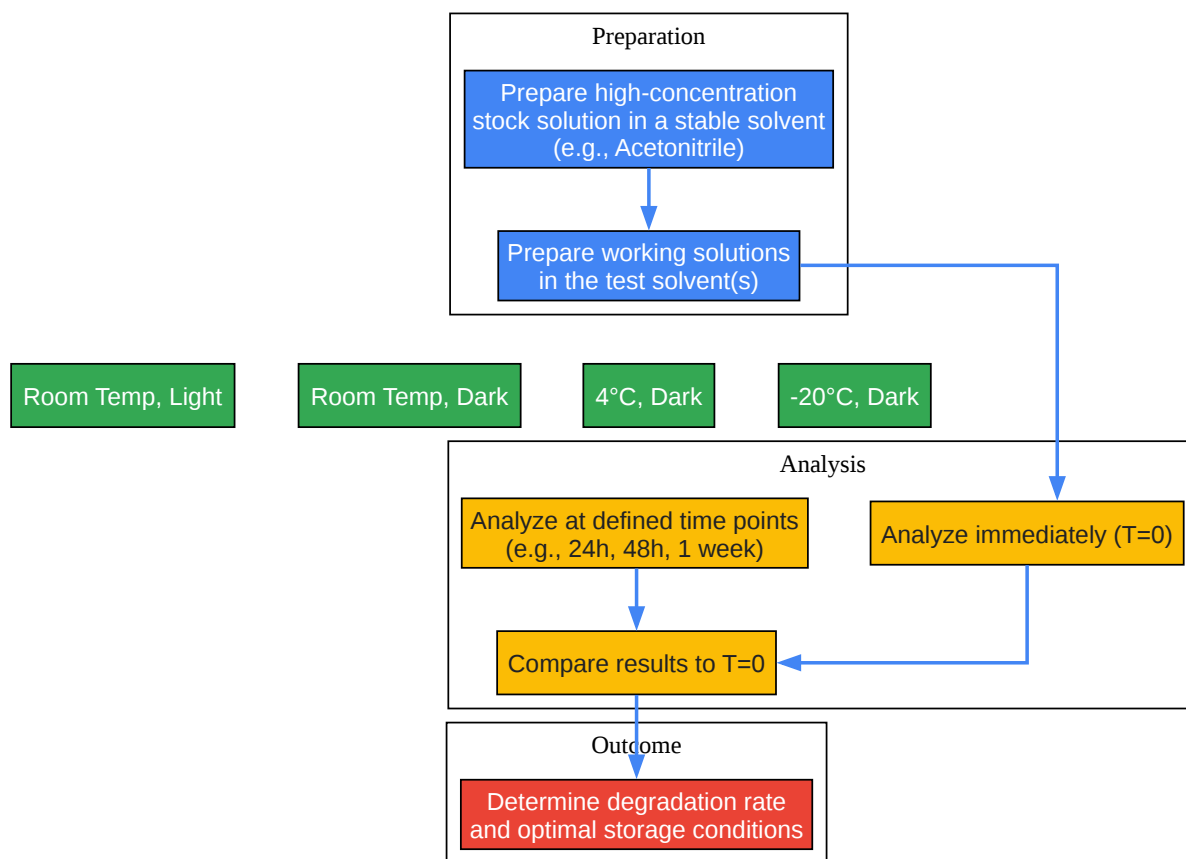 Preparation
Prepare high-concentration
stock solution in a stable solvent
(e.g., Acetonitrile)
Prepare working solutions
in the test solvent(s)
Room Temp, Light
Room Temp, Dark
4°C, Dark
-20°C, Dark
Analysis
Analyze at defined time points
(e.g., 24h, 48h, 1 week)
Analyze immediately (T=0)
Compare results to T=0
Outcome
Determine degradation rate
and optimal storage conditions